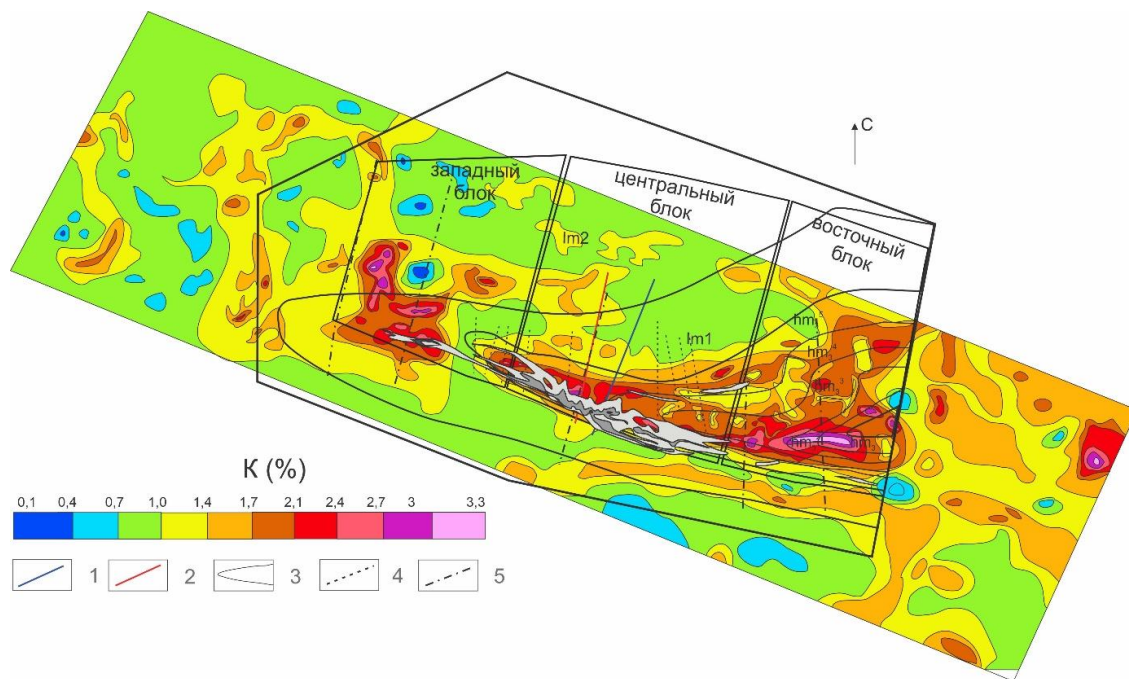 С
западный
блок
центральный
блок
восточный
блок
lm2
hm₁⁵
lm1
К (%)
0,1 0,4 0,7 1,0 1,4 1,7 2,1 2,4 2,7 3 3,3
1 2 3 4 5